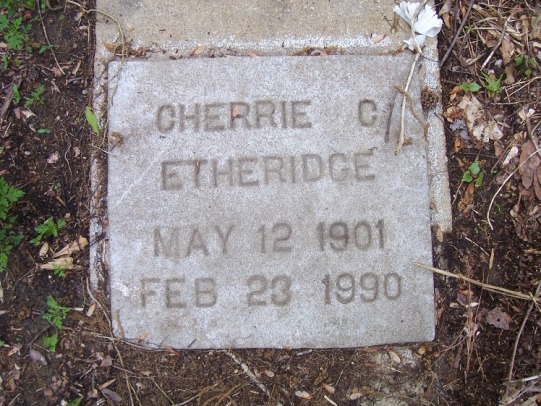 CHERRIE C
ETHERIDGE
MAY 12 1901
FEB 23 1990